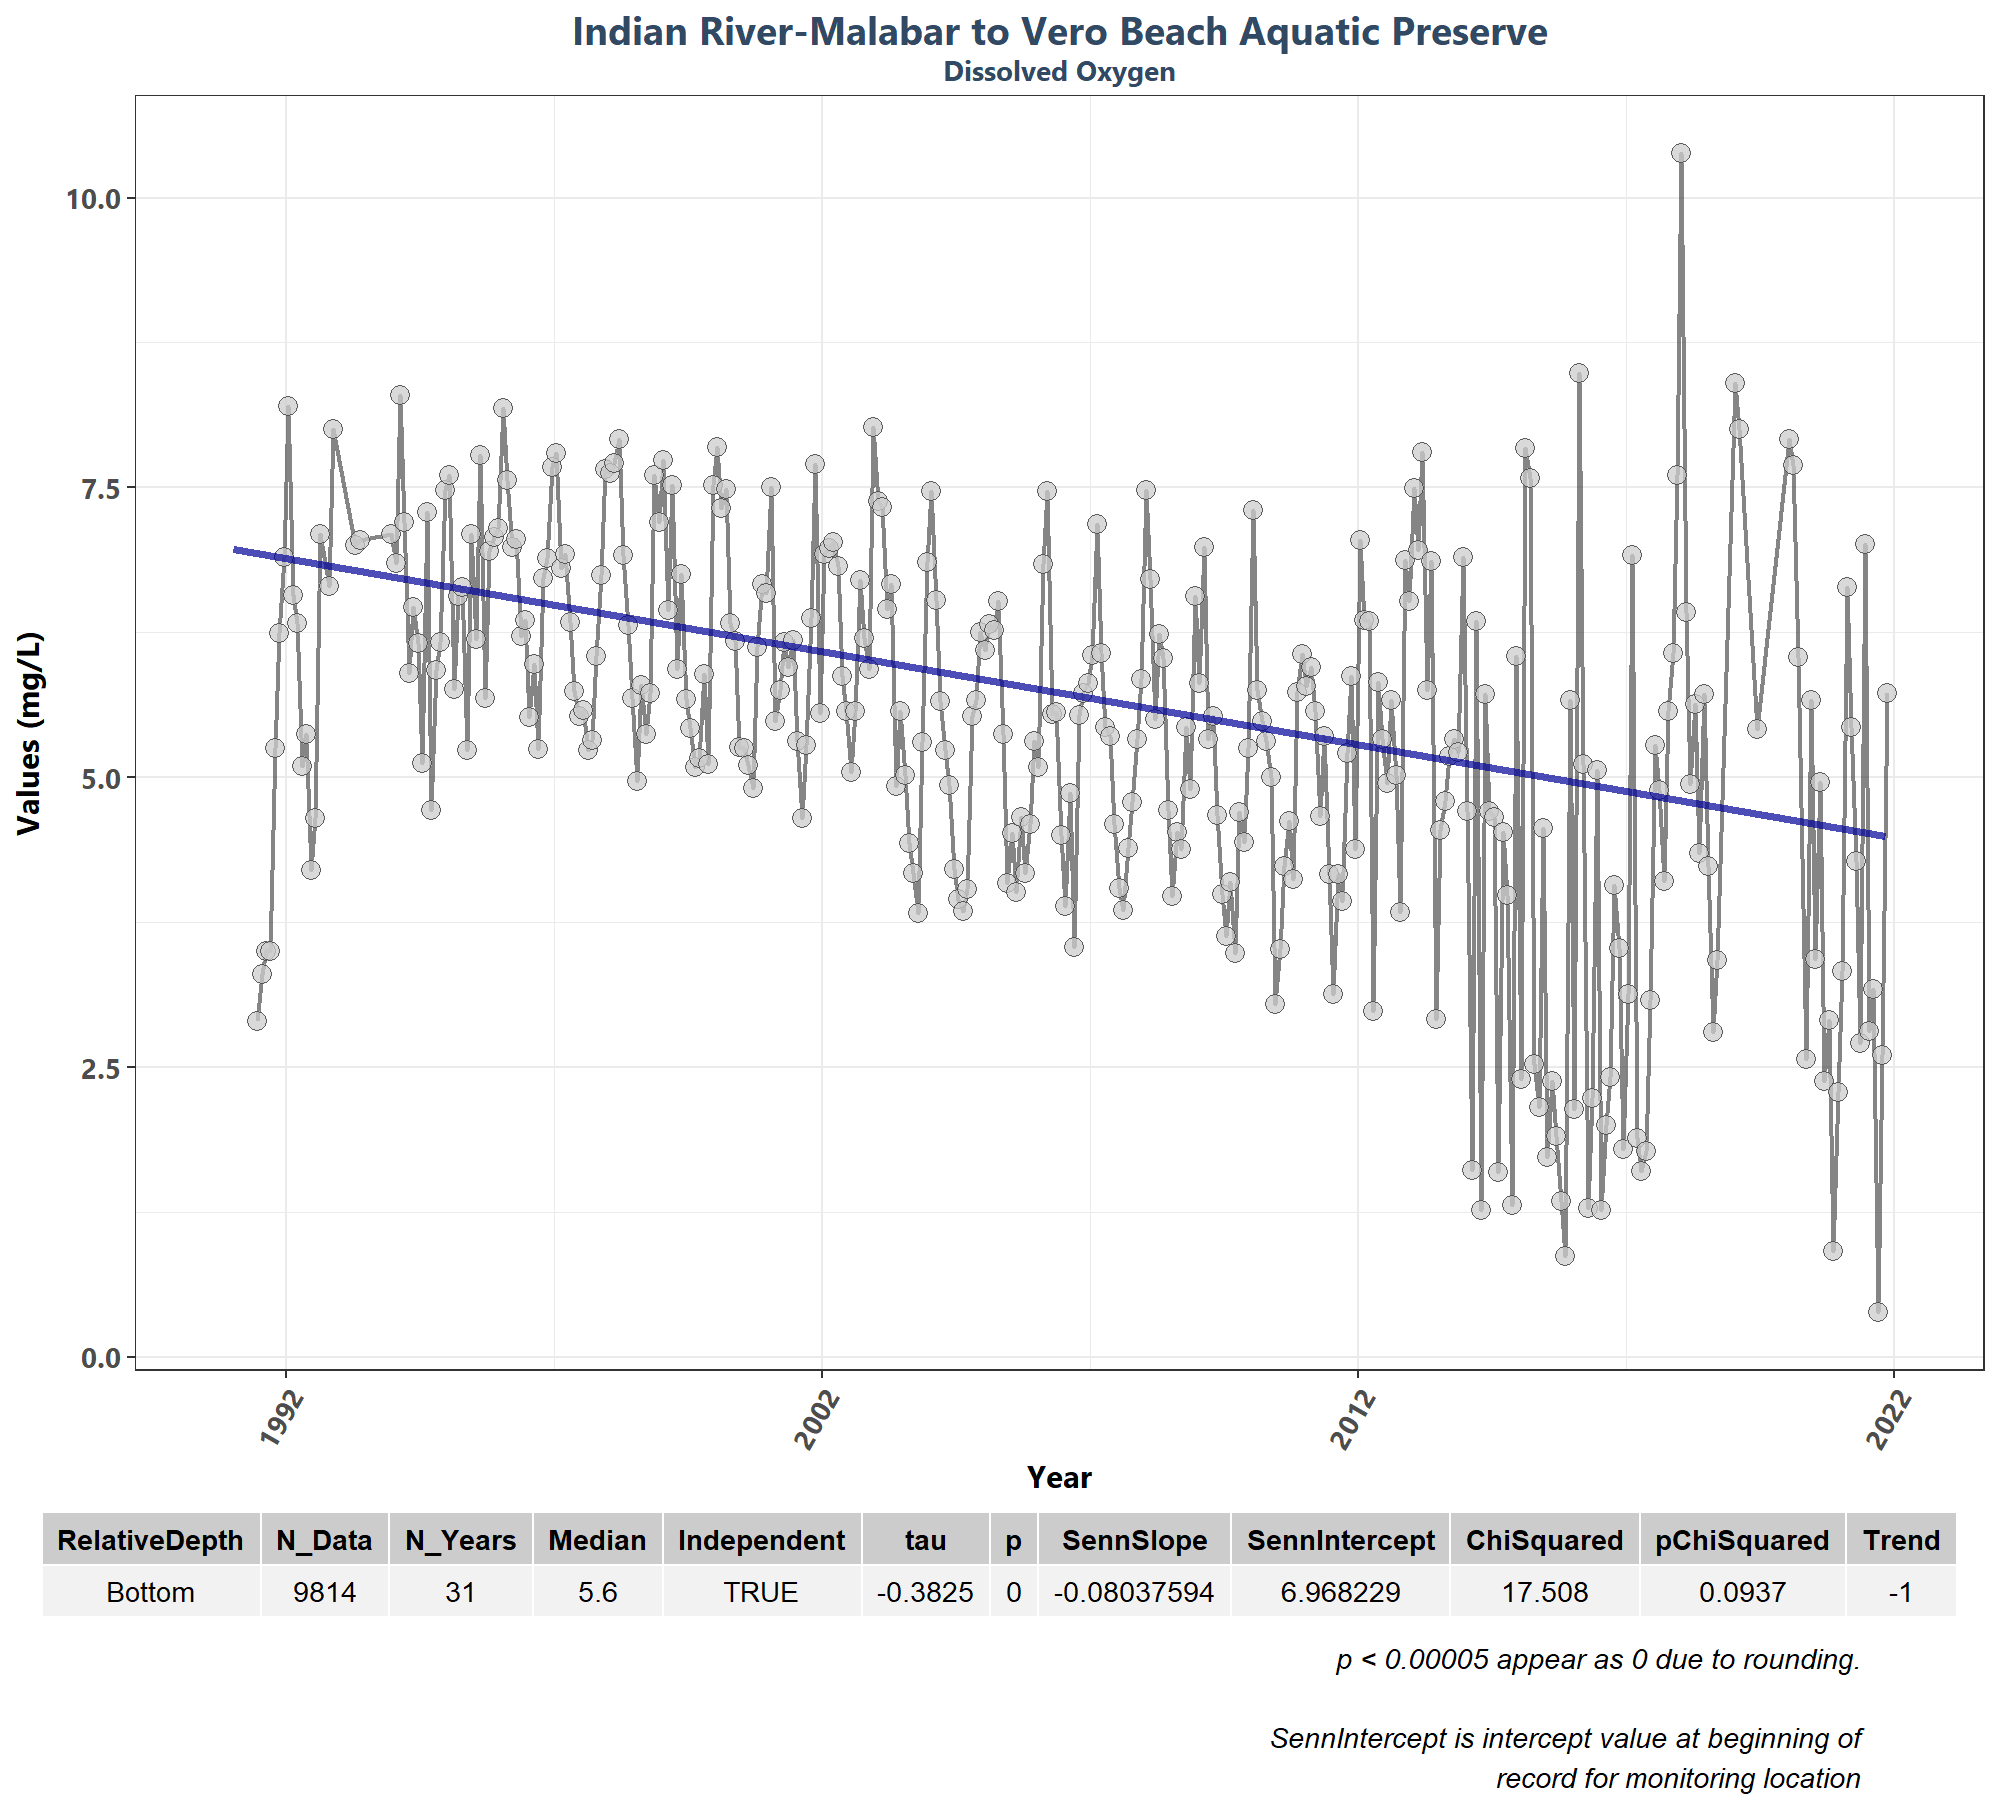 Indian River-Malabar to Vero Beach Aquatic Preserve
Dissolved Oxygen
Values (mg/L)
10.0
7.5
5.0
2.5
0.0
1992 2002 2012 2022
Year
RelativeDepth N_Data N_Years Median Independent tau p SennSlope SennIntercept ChiSquared pChiSquared Trend
Bottom 9814 31 5.6 TRUE -0.3825 0 -0.08037594 6.968229 17.508 0.0937 -1
p < 0.00005 appear as 0 due to rounding.
SennIntercept is intercept value at beginning of
record for monitoring location